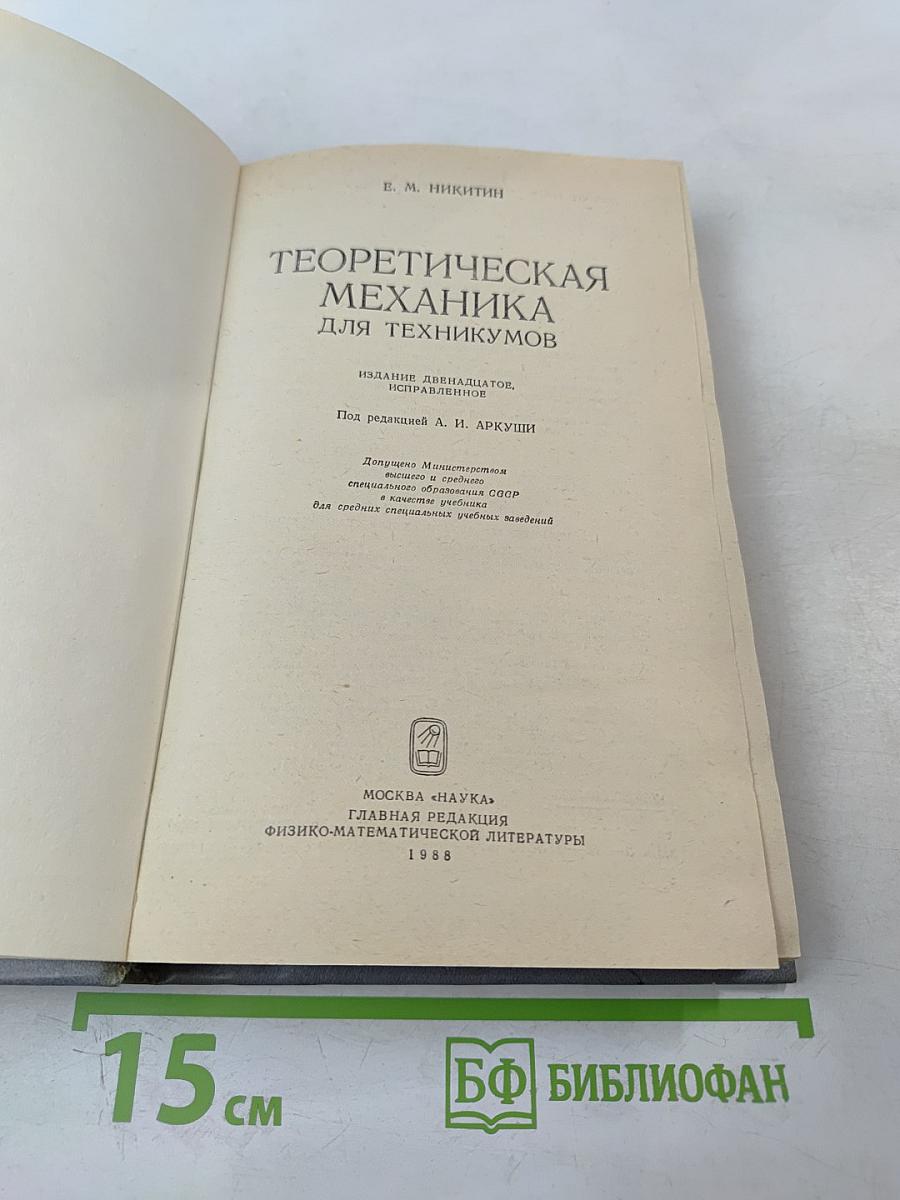 Е. М. НИКИТИН
ТЕОРЕТИЧЕСКАЯ
МЕХАНИКА
ДЛЯ ТЕХНИКУМОВ
ИЗДАНИЕ ДВЕНАДЦАТОЕ,
ИСПРАВЛЕННОЕ
Под редакцией А. И. АРКУШИ
Допущено Министерством
высшего и среднего
специального образования СССР
в качестве учебника
для средних специальных учебных заведений
МОСКВА «НАУКА»
ГЛАВНАЯ РЕДАКЦИЯ
ФИЗИКО-МАТЕМАТИЧЕСКОЙ ЛИТЕРАТУРЫ
1988
15 см
БФ БИБЛИОФАН